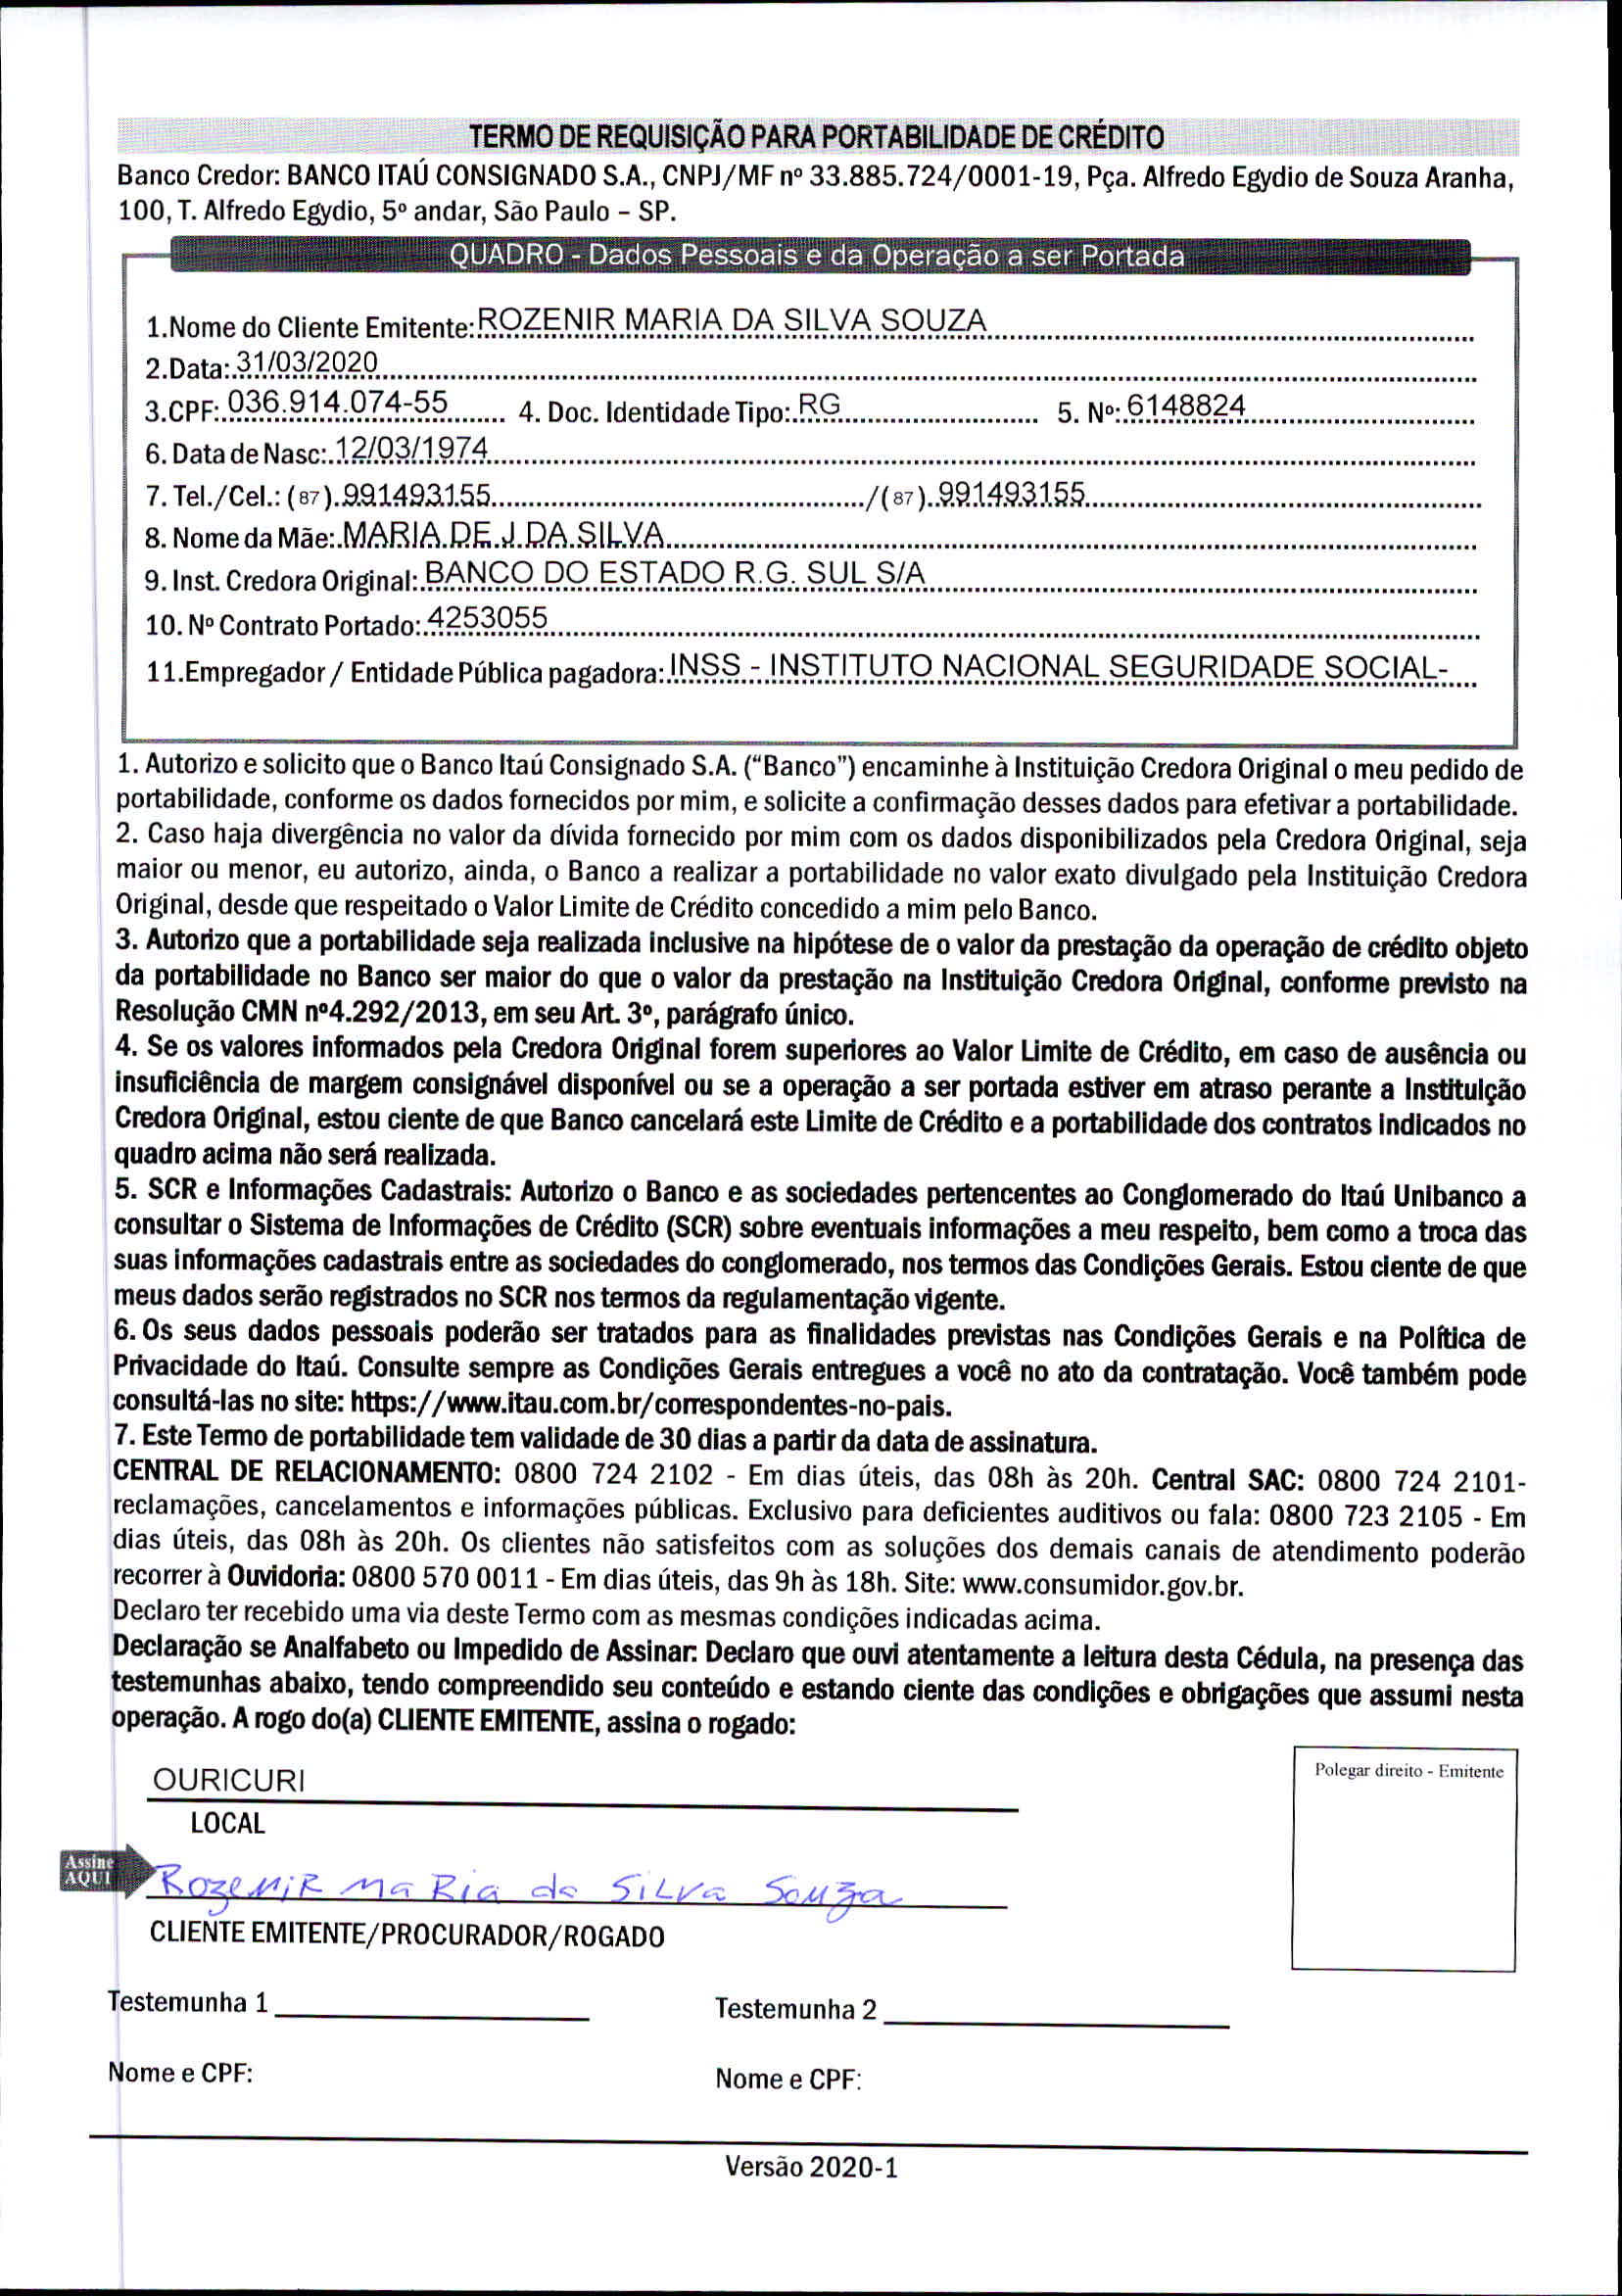 TERMO DE REQUISIÇÃO PARA PORTABILIDADE DE CRÉDITO
Banco Credor: BANCO ITAÚ CONSIGNADO S.A., CNPJ/MF nº 33.885.724/0001-19, Pça. Alfredo Egydio de Souza Aranha,
100, T. Alfredo Egydio, 5º andar, São Paulo – SP.
QUADRO - Dados Pessoais e da Operação a ser Portada
1.Nome do Cliente Emitente: ROZENIR MARIA DA SILVA SOUZA
2.Data: 31/03/2020
3.CPF: 036.914.074-55 4. Doc. Identidade Tipo: RG 5. Nº: 6148824
6. Data de Nasc: 12/03/1974
7. Tel./Cel.: (87) 991493155 /(87) 991493155
8. Nome da Mãe: MARIA DE J DA SILVA
9. Inst. Credora Original: BANCO DO ESTADO R.G. SUL S/A
10. Nº Contrato Portado: 4253055
11.Empregador / Entidade Pública pagadora: INSS - INSTITUTO NACIONAL SEGURIDADE SOCIAL-
1. Autorizo e solicito que o Banco Itaú Consignado S.A. (“Banco”) encaminhe à Instituição Credora Original o meu pedido de
portabilidade, conforme os dados fornecidos por mim, e solicite a confirmação desses dados para efetivar a portabilidade.
2. Caso haja divergência no valor da dívida fornecido por mim com os dados disponibilizados pela Credora Original, seja
maior ou menor, eu autorizo, ainda, o Banco a realizar a portabilidade no valor exato divulgado pela Instituição Credora
Original, desde que respeitado o Valor Limite de Crédito concedido a mim pelo Banco.
3. Autorizo que a portabilidade seja realizada inclusive na hipótese de o valor da prestação da operação de crédito objeto
da portabilidade no Banco ser maior do que o valor da prestação na Instituição Credora Original, conforme previsto na
Resolução CMN nº4.292/2013, em seu Art. 3º, parágrafo único.
4. Se os valores informados pela Credora Original forem superiores ao Valor Limite de Crédito, em caso de ausência ou
insuficiência de margem consignável disponível ou se a operação a ser portada estiver em atraso perante a Instituição
Credora Original, estou ciente de que Banco cancelará este Limite de Crédito e a portabilidade dos contratos indicados no
quadro acima não será realizada.
5. SCR e Informações Cadastrais: Autorizo o Banco e as sociedades pertencentes ao Conglomerado do Itaú Unibanco a
consultar o Sistema de Informações de Crédito (SCR) sobre eventuais informações a meu respeito, bem como a troca das
suas informações cadastrais entre as sociedades do conglomerado, nos termos das Condições Gerais. Estou ciente de que
meus dados serão registrados no SCR nos termos da regulamentação vigente.
6. Os seus dados pessoais poderão ser tratados para as finalidades previstas nas Condições Gerais e na Política de
Privacidade do Itaú. Consulte sempre as Condições Gerais entregues a você no ato da contratação. Você também pode
consultá-las no site: https://www.itau.com.br/correspondentes-no-pais.
7. Este Termo de portabilidade tem validade de 30 dias a partir da data de assinatura.
CENTRAL DE RELACIONAMENTO: 0800 724 2102 - Em dias úteis, das 08h às 20h. Central SAC: 0800 724 2101-
reclamações, cancelamentos e informações públicas. Exclusivo para deficientes auditivos ou fala: 0800 723 2105 - Em
dias úteis, das 08h às 20h. Os clientes não satisfeitos com as soluções dos demais canais de atendimento poderão
recorrer à Ouvidoria: 0800 570 0011 - Em dias úteis, das 9h às 18h. Site: www.consumidor.gov.br.
Declaro ter recebido uma via deste Termo com as mesmas condições indicadas acima.
Declaração se Analfabeto ou Impedido de Assinar: Declaro que ouvi atentamente a leitura desta Cédula, na presença das
testemunhas abaixo, tendo compreendido seu conteúdo e estando ciente das condições e obrigações que assumi nesta
operação. A rogo do(a) CLIENTE EMITENTE, assina o rogado:
Polegar direito - Emitente
OURICURI
LOCAL
Assine
AQUI
Rozenir maRia da SiLva Souza
CLIENTE EMITENTE/PROCURADOR/ROGADO
Testemunha 1 Testemunha 2
Nome e CPF: Nome e CPF:
Versão 2020-1